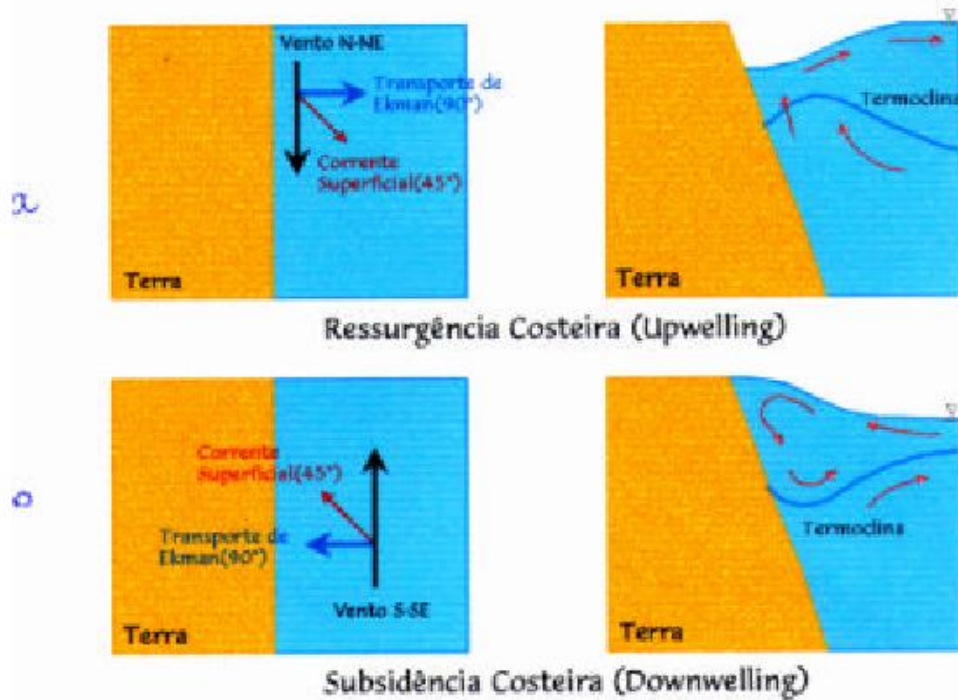 Vento N-NE
Transporte de
Ekman(90°)
Corrente
Superficial(45°)
Terra
Termoclina
Terra
a
Ressurgência Costeira (Upwelling)
Corrente
Superficial(45°)
Transporte de
Ekman(90°)
Vento S-SE
Terra
Termoclina
Terra
b
Subsidência Costeira (Downwelling)